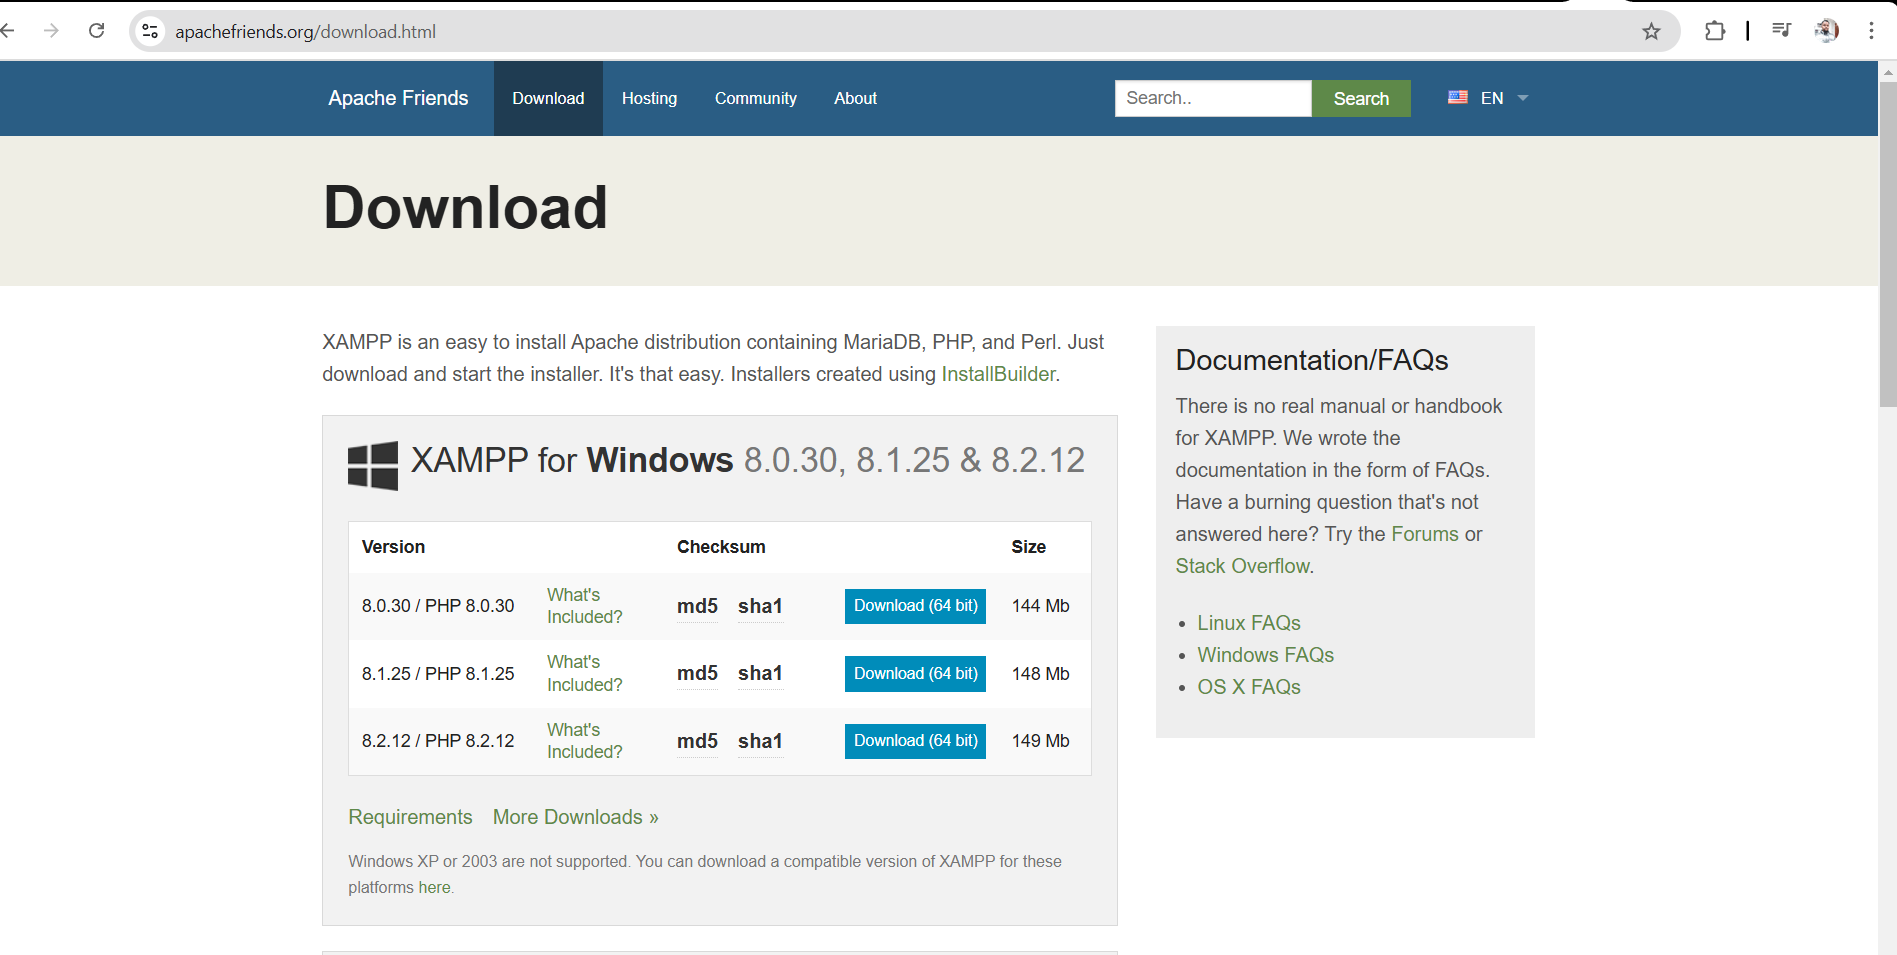 apachefriends.org/download.html
Apache Friends
Download
Hosting
Community
About
Search..
Search
EN
Download
XAMPP is an easy to install Apache distribution containing MariaDB, PHP, and Perl. Just
download and start the installer. It's that easy. Installers created using InstallBuilder.
XAMPP for Windows 8.0.30, 8.1.25 & 8.2.12
Version Checksum Size
8.0.30 / PHP 8.0.30 What's Included? md5 sha1 Download (64 bit) 144 Mb
8.1.25 / PHP 8.1.25 What's Included? md5 sha1 Download (64 bit) 148 Mb
8.2.12 / PHP 8.2.12 What's Included? md5 sha1 Download (64 bit) 149 Mb
Requirements More Downloads »
Windows XP or 2003 are not supported. You can download a compatible version of XAMPP for these
platforms here.
Documentation/FAQs
There is no real manual or handbook
for XAMPP. We wrote the
documentation in the form of FAQs.
Have a burning question that's not
answered here? Try the Forums or
Stack Overflow.
• Linux FAQs
• Windows FAQs
• OS X FAQs